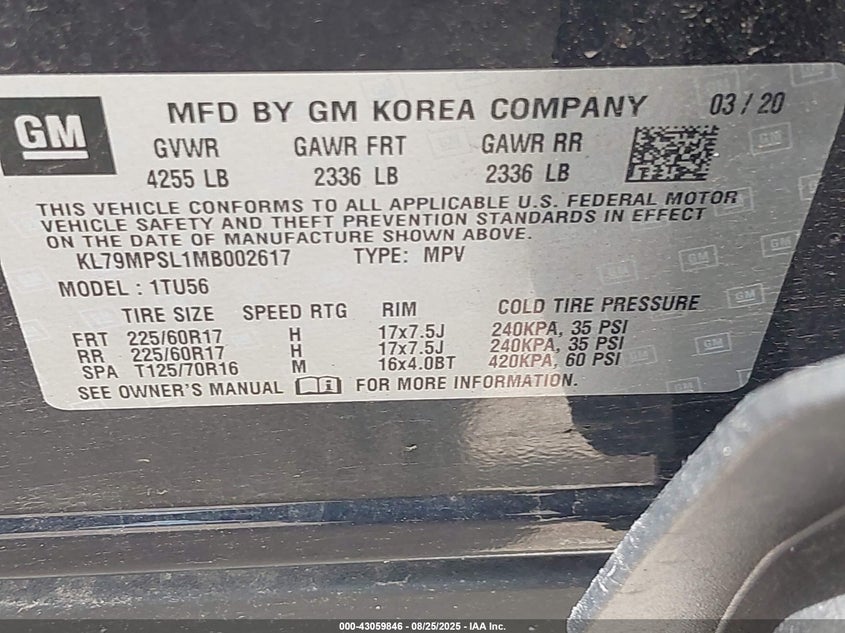 GM
MFD BY GM KOREA COMPANY 03/20
GVWR GAWR FRT GAWR RR
4255 LB 2336 LB 2336 LB
THIS VEHICLE CONFORMS TO ALL APPLICABLE U.S. FEDERAL MOTOR
VEHICLE SAFETY AND THEFT PREVENTION STANDARDS IN EFFECT
ON THE DATE OF MANUFACTURE SHOWN ABOVE.
KL79MPSL1MB002617 TYPE: MPV
MODEL : 1TU56
TIRE SIZE SPEED RTG RIM COLD TIRE PRESSURE
FRT 225/60R17 H 17x7.5J 240KPA, 35 PSI
RR 225/60R17 H 17x7.5J 240KPA, 35 PSI
SPA T125/70R16 M 16x4.0BT 420KPA, 60 PSI
SEE OWNER'S MANUAL FOR MORE INFORMATION.
000-43059846 - 08/25/2025 - IAA Inc.